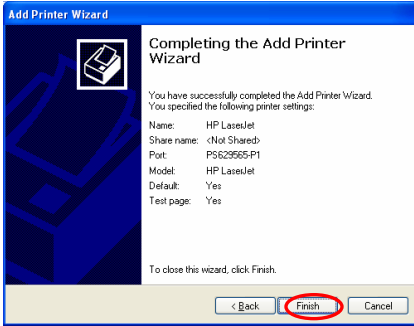 Add Printer Wizard
Completing the Add Printer
Wizard
You have successfully completed the Add Printer Wizard.
You specified the following printer settings:
Name: HP LaserJet
Share name: <Not Shared>
Port: PS629565-P1
Model: HP LaserJet
Default: Yes
Test page: Yes
To close this wizard, click Finish.
< Back Finish Cancel